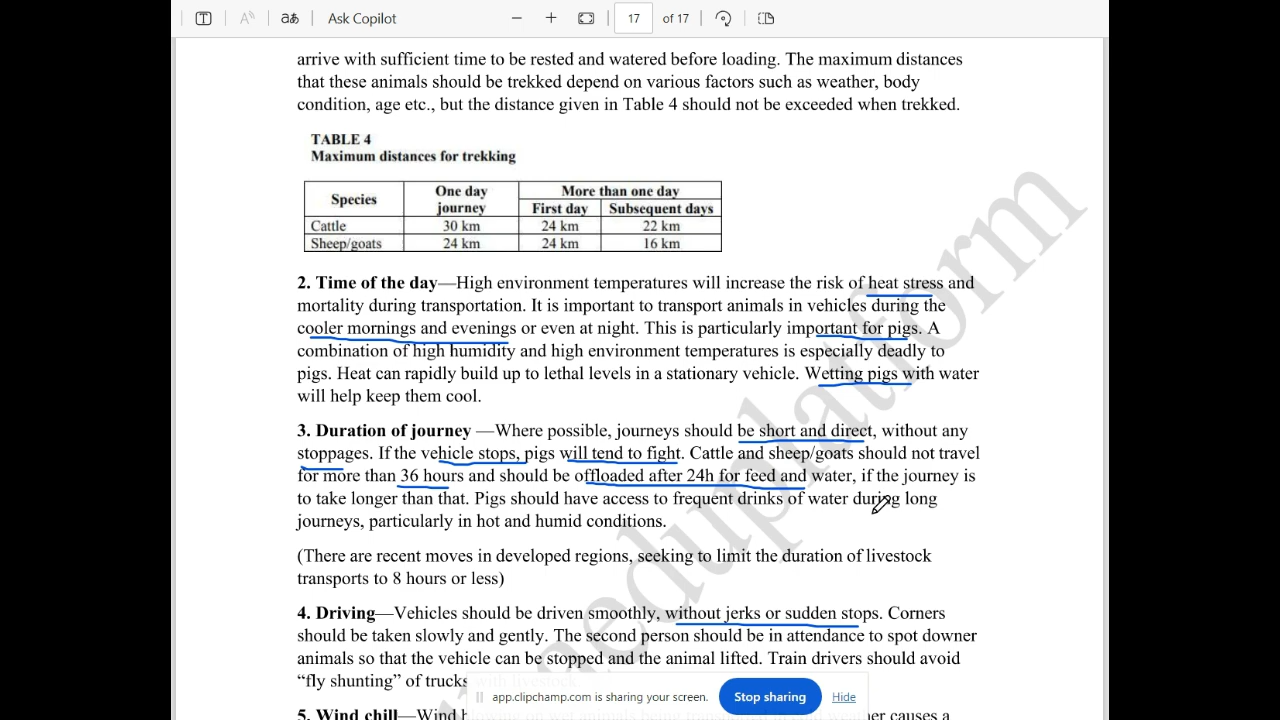 Ask Copilot
17 of 17
arrive with sufficient time to be rested and watered before loading. The maximum distances
that these animals should be trekked depend on various factors such as weather, body
condition, age etc., but the distance given in Table 4 should not be exceeded when trekked.
TABLE 4
Maximum distances for trekking
Species One day journey More than one day
First day Subsequent days
Cattle 30 km 24 km 22 km
Sheep/goats 24 km 24 km 16 km
2. Time of the day—High environment temperatures will increase the risk of heat stress and
mortality during transportation. It is important to transport animals in vehicles during the
cooler mornings and evenings or even at night. This is particularly important for pigs. A
combination of high humidity and high environment temperatures is especially deadly to
pigs. Heat can rapidly build up to lethal levels in a stationary vehicle. Wetting pigs with water
will help keep them cool.
3. Duration of journey —Where possible, journeys should be short and direct, without any
stoppages. If the vehicle stops, pigs will tend to fight. Cattle and sheep/goats should not travel
for more than 36 hours and should be offloaded after 24h for feed and water, if the journey is
to take longer than that. Pigs should have access to frequent drinks of water during long
journeys, particularly in hot and humid conditions.
(There are recent moves in developed regions, seeking to limit the duration of livestock
transports to 8 hours or less)
4. Driving—Vehicles should be driven smoothly, without jerks or sudden stops. Corners
should be taken slowly and gently. The second person should be in attendance to spot downer
animals so that the vehicle can be stopped and the animal lifted. Train drivers should avoid
“fly shunting” of trucks with livestock
app.clipchamp.com is sharing your screen. Stop sharing Hide
5. Wind chill—Wind
causes a
eduplatform